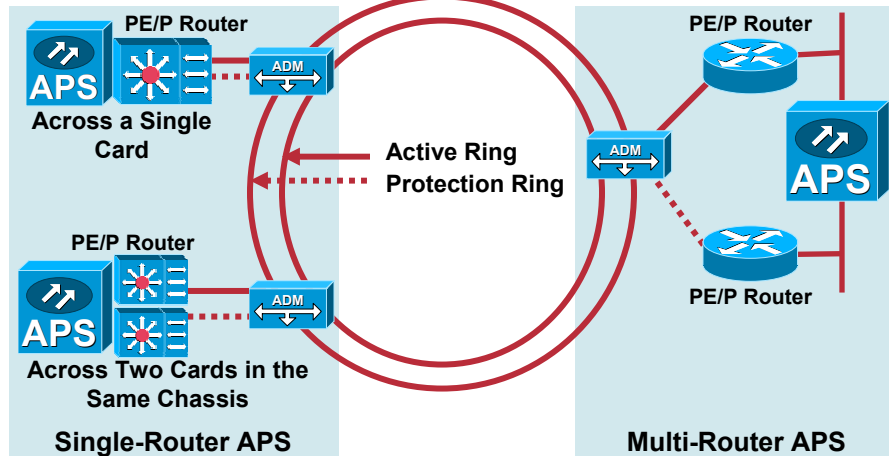 PE/P Router
APS
ADM
Across a Single
Card
Active Ring
Protection Ring
PE/P Router
APS
ADM
Across Two Cards in the
Same Chassis
Single-Router APS
PE/P Router
ADM
APS
PE/P Router
Multi-Router APS